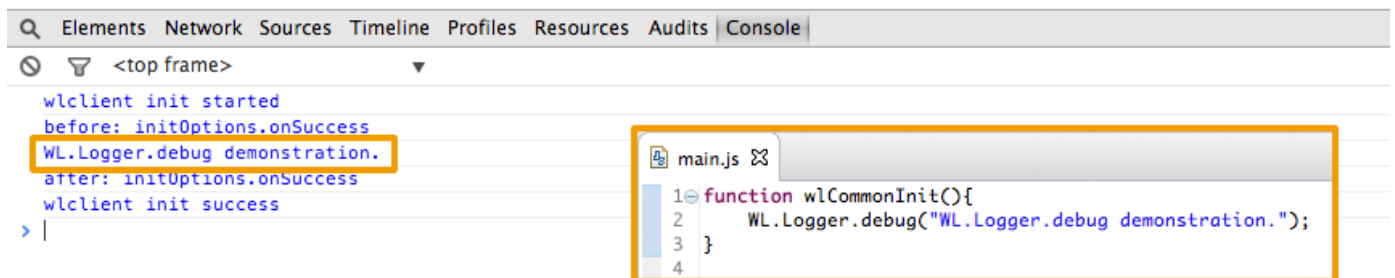 Elements Network Sources Timeline Profiles Resources Audits Console
<top frame>
wlclient init started
before: initOptions.onSuccess
WL.Logger.debug demonstration.
after: initOptions.onSuccess
wlclient init success
>
main.js
1 function wlCommonInit(){
2 WL.Logger.debug("WL.Logger.debug demonstration.");
3 }
4